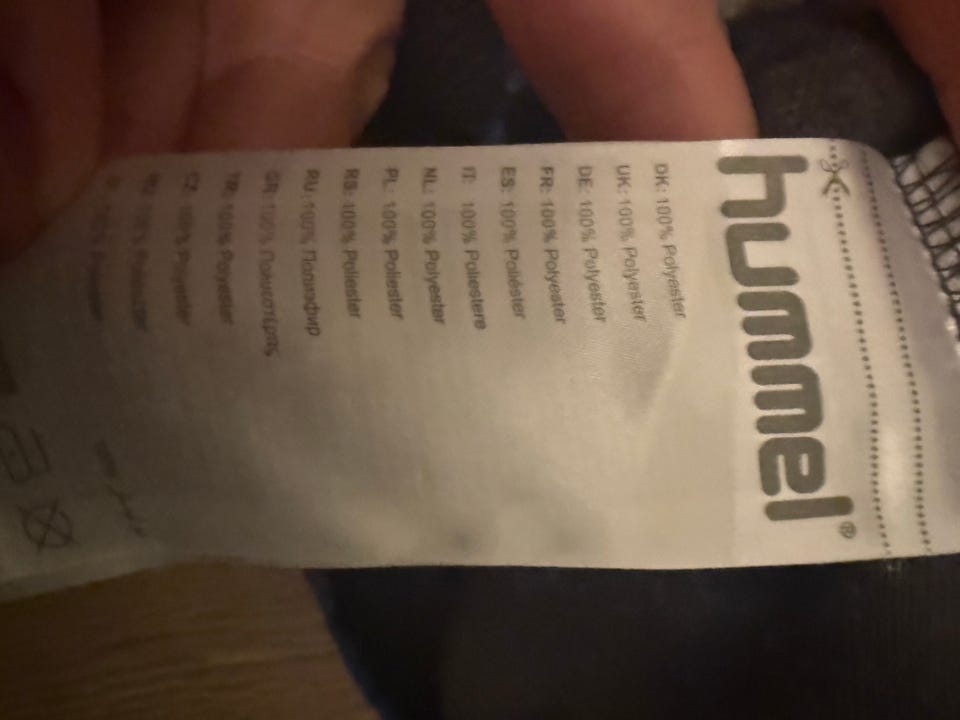 hummel®
DK: 100% Polyester
UK: 100% Polyester
DE: 100% Polyester
FR: 100% Polyester
ES: 100% Poliéster
IT: 100% Poliestere
NL: 100% Polyester
PL: 100% Poliester
RS: 100% Poliester
RU: 100% Полиэфир
GR: 100% Πολυεστέρας
TR: 100% Polyester
CZ: 100% Polyester